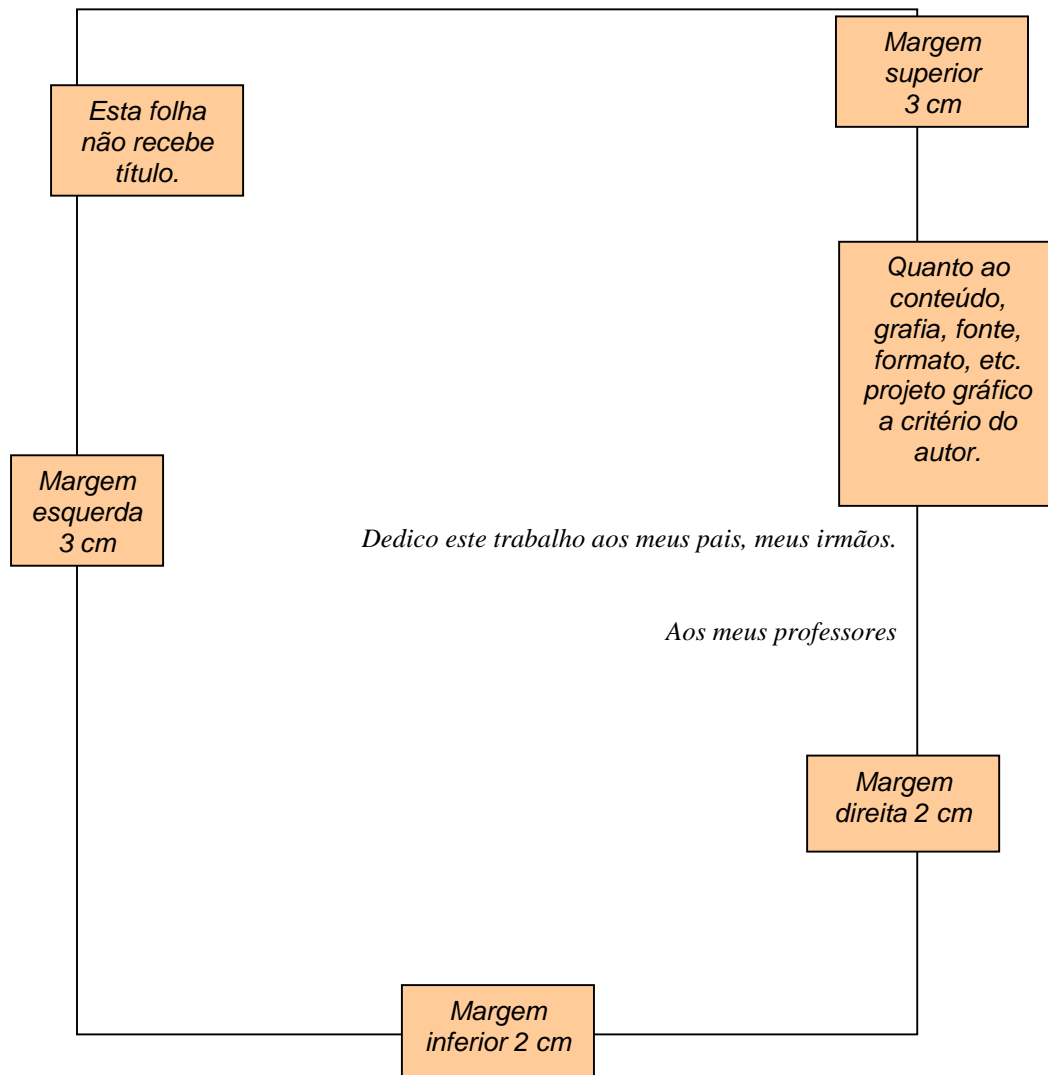 Margem
superior
3 cm
Esta folha
não recebe
título.
Quanto ao
conteúdo,
grafia, fonte,
formato, etc.
projeto gráfico
a critério do
autor.
Margem
esquerda
3 cm
Dedico este trabalho aos meus pais, meus irmãos.
Aos meus professores
Margem
direita 2 cm
Margem
inferior 2 cm